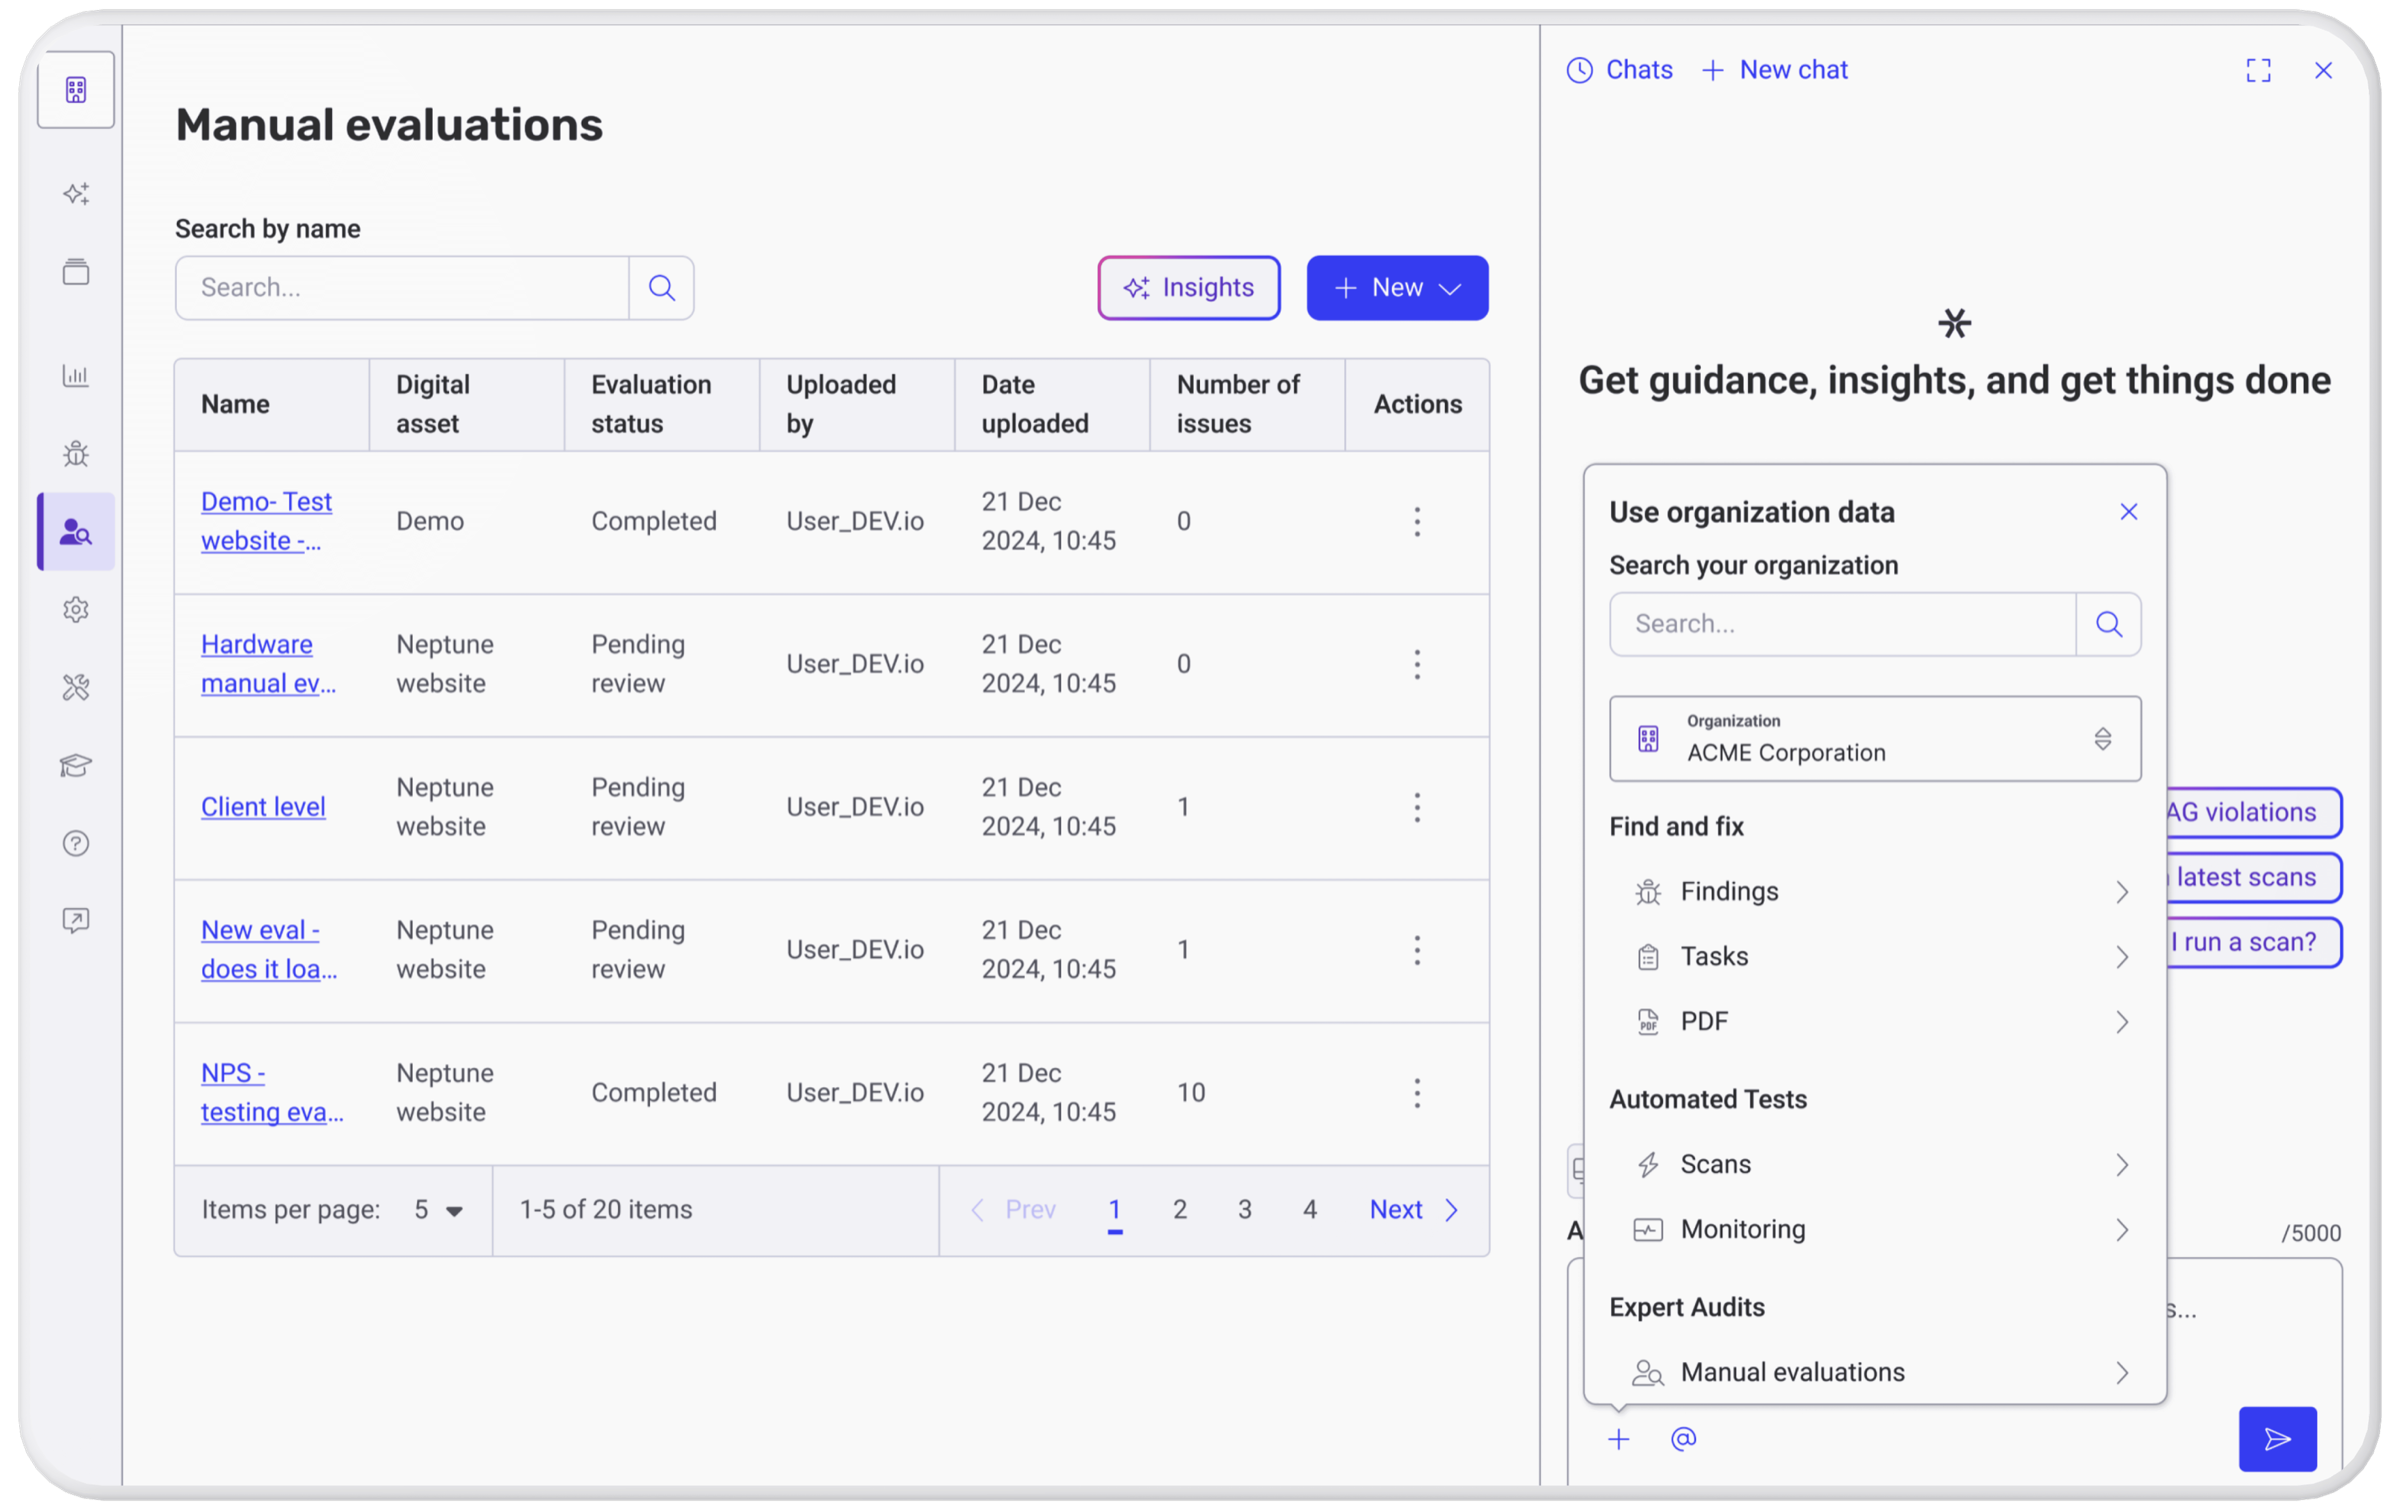 Manual evaluations
Search by name
Search...
Insights
New
Name
Digital
asset
Evaluation
status
Uploaded
by
Date
uploaded
Number of
issues
Actions
Demo- Test
website -...
Demo
Completed
User_DEV.io
21 Dec
2024, 10:45
0
Hardware
manual ev...
Neptune
website
Pending
review
User_DEV.io
21 Dec
2024, 10:45
0
Client level
Neptune
website
Pending
review
User_DEV.io
21 Dec
2024, 10:45
1
New eval -
does it loa...
Neptune
website
Pending
review
User_DEV.io
21 Dec
2024, 10:45
1
NPS -
testing eva...
Neptune
website
Completed
User_DEV.io
21 Dec
2024, 10:45
10
Items per page: 5
1-5 of 20 items
Prev 1 2 3 4 Next
Chats
New chat
Get guidance, insights, and get things done
Use organization data
Search your organization
Search...
Organization
ACME Corporation
Find and fix
Findings
Tasks
PDF
PDF
Automated Tests
Scans
Monitoring
Expert Audits
Manual evaluations
AG violations
latest scans
I run a scan?
/5000
@